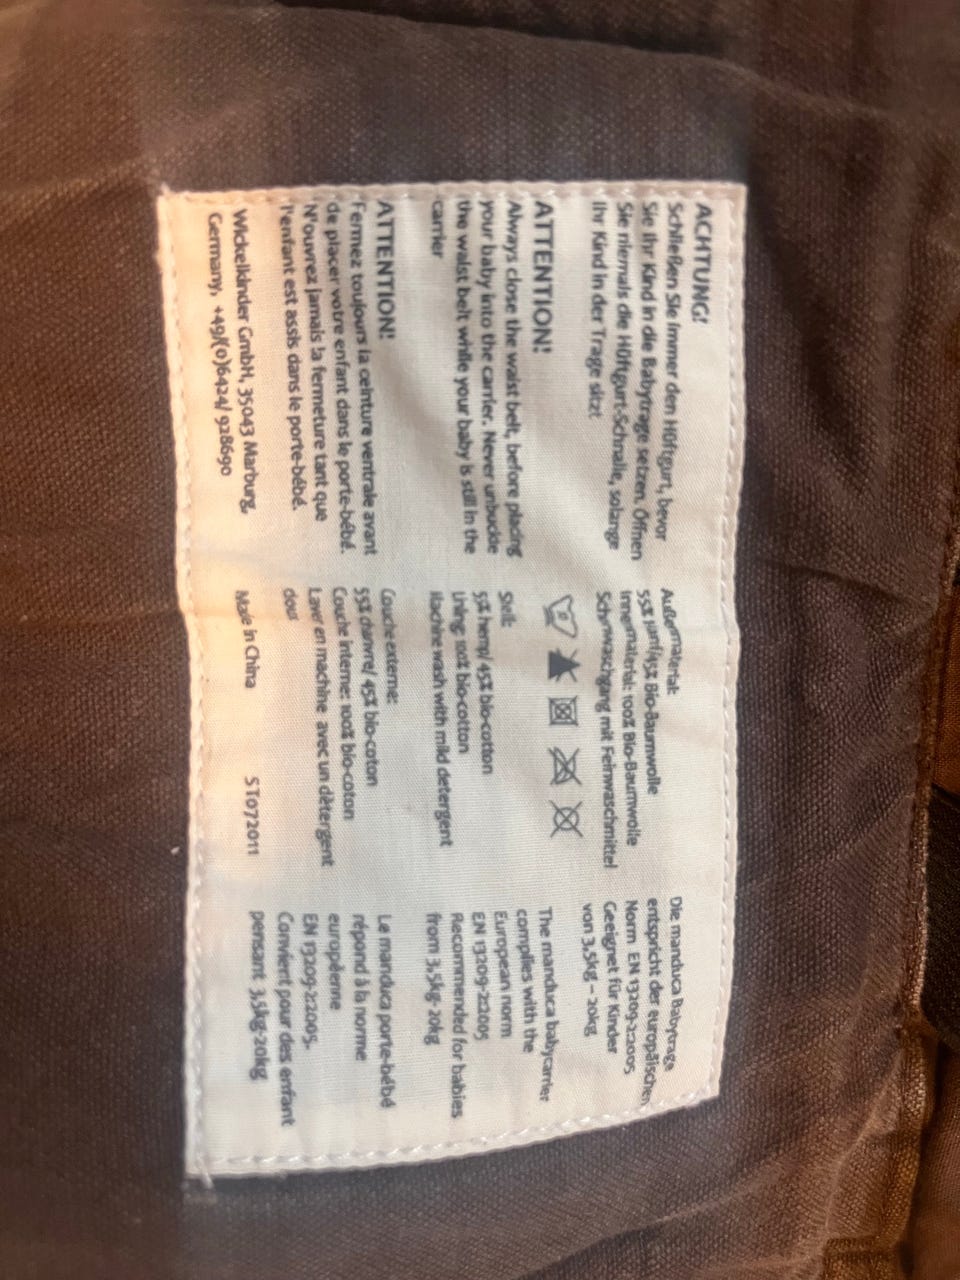 ACHTUNG!
Schließen Sie immer den Hüftgurt, bevor
Sie Ihr Kind in die Babytrage setzen. Öffnen
Sie niemals die Hüftgurt-Schnalle, solange
Ihr Kind in der Trage sitzt.
ATTENTION!
Always close the waist belt, before placing
your baby into the carrier. Never unbuckle
the waist belt while your baby is still in the
carrier
ATTENTION!
Fermez toujours la ceinture ventrale avant
de placer votre enfant dans le porte-bébé.
N'ouvrez jamais la fermeture tant que
l'enfant est assis dans le porte-bébé.
Wickelkinder GmbH, 35043 Marburg,
Germany, +49/(0)6424/ 928690
Außenmaterial:
55% Hanf/45% Bio-Baumwolle
Innenmaterial: 100% Bio-Baumwolle
Schonwaschgang mit Feinwaschmittel
Shell:
55% hemp/ 45% bio-cotton
Lining: 100% bio-cotton
Machine wash with mild detergent
Couche externe:
55% chanvre/ 45% bio-coton
Couche interne: 100% bio-coton
Laver en machine avec un détergent
doux
Made in China ST072011
Die manduca Babytrage
entspricht der europäischen
Norm EN 13209-2:2005
Geeignet für Kinder
von 3,5kg – 20kg
The manduca babycarrier
complies with the
European norm
EN 13209-2:2005
Recommended for babies
from 3,5kg- 20kg
Le manduca porte-bébé
répond à la norme
européenne
EN 13209-2:2005.
Convient pour des enfant
pensant 3,5kg-20kg